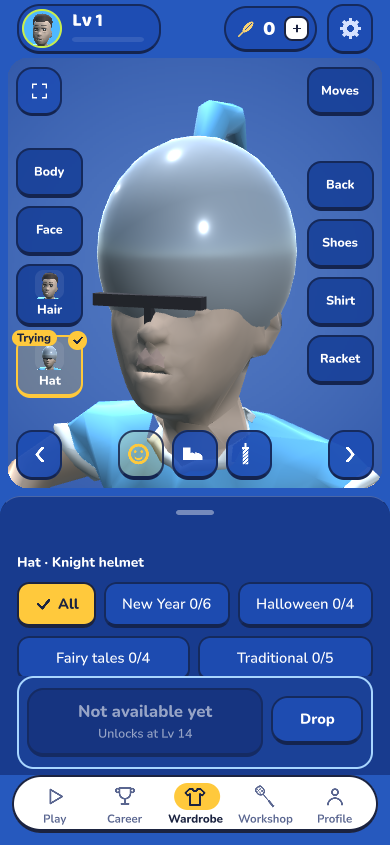 Lv 1
0
+
Moves
Body
Back
Face
Shoes
Hair
Shirt
Trying
Hat
Racket
Hat · Knight helmet
All
New Year 0/6
Halloween 0/4
Fairy tales 0/4
Traditional 0/5
Not available yet
Unlocks at Lv 14
Drop
Play
Career
Wardrobe
Workshop
Profile